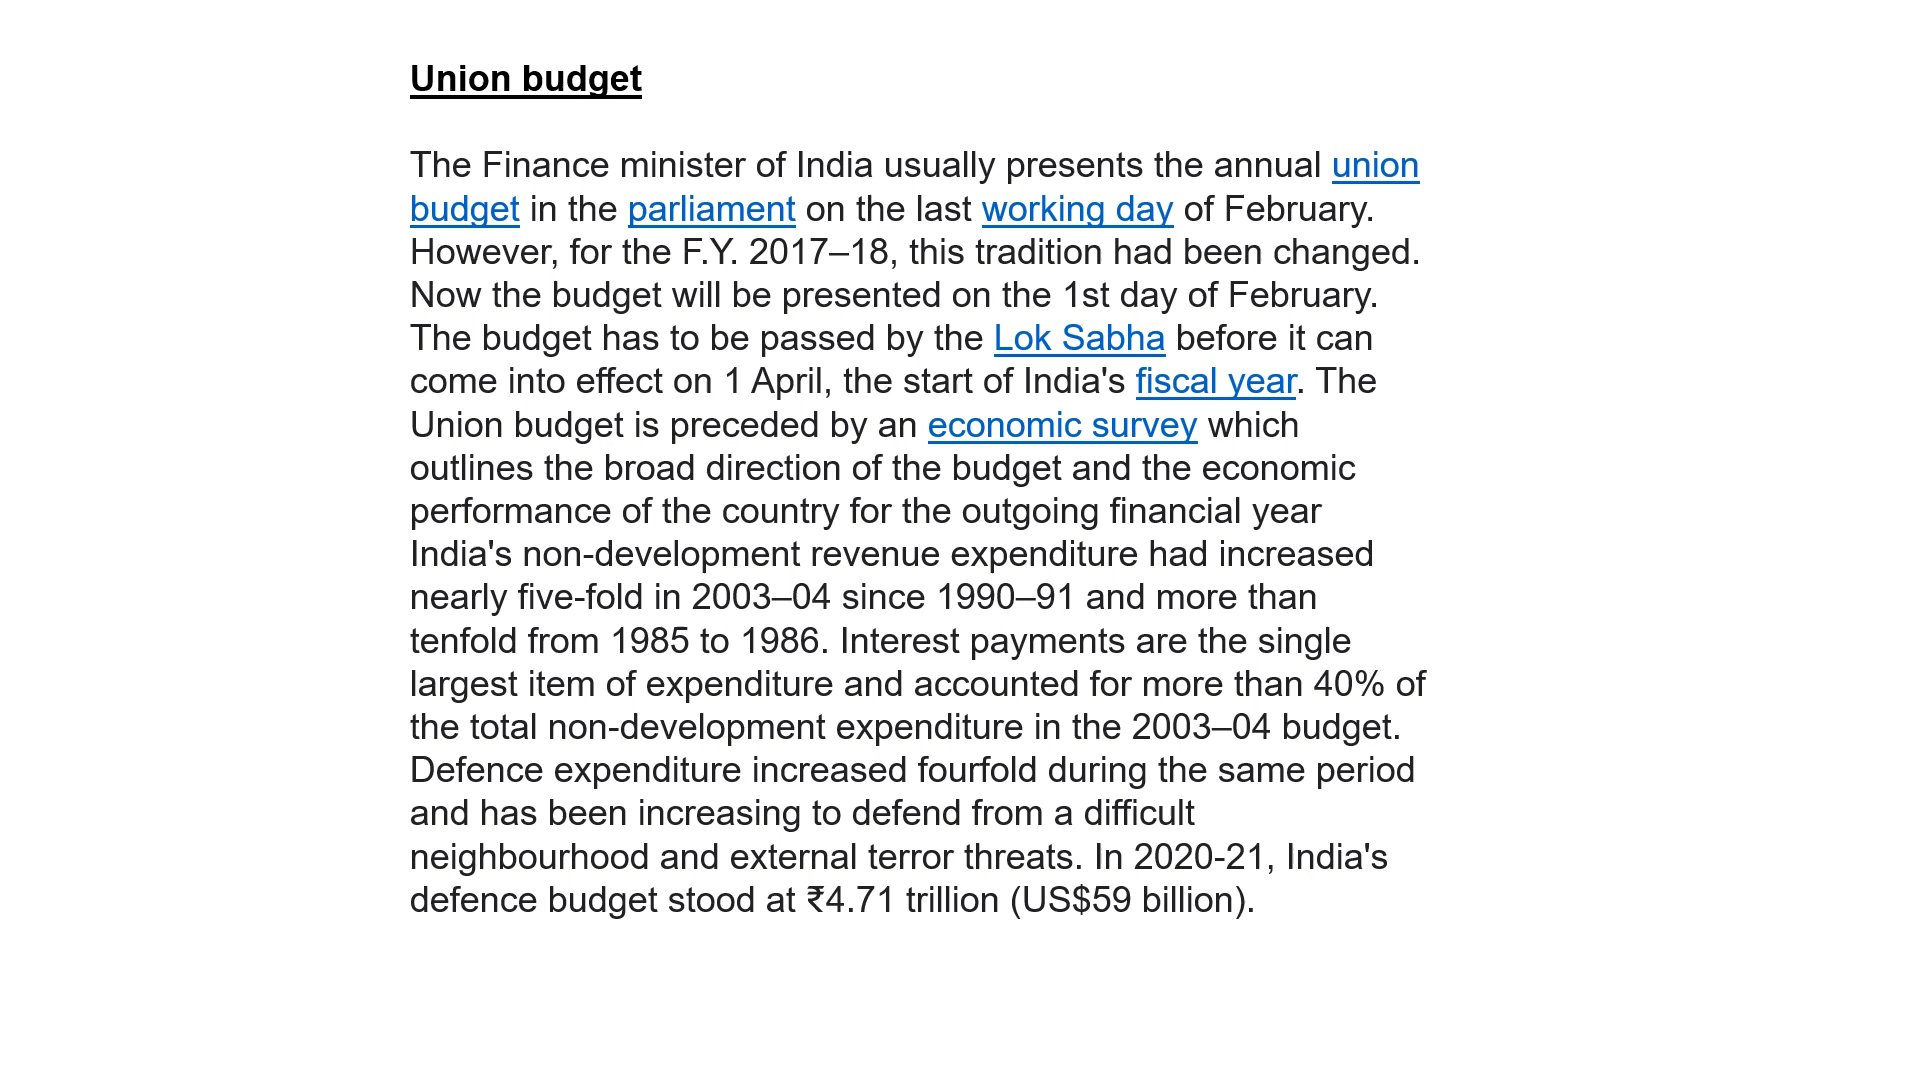 Union budget
The Finance minister of India usually presents the annual union
budget in the parliament on the last working day of February.
However, for the F.Y. 2017–18, this tradition had been changed.
Now the budget will be presented on the 1st day of February.
The budget has to be passed by the Lok Sabha before it can
come into effect on 1 April, the start of India's fiscal year. The
Union budget is preceded by an economic survey which
outlines the broad direction of the budget and the economic
performance of the country for the outgoing financial year
India's non-development revenue expenditure had increased
nearly five-fold in 2003–04 since 1990–91 and more than
tenfold from 1985 to 1986. Interest payments are the single
largest item of expenditure and accounted for more than 40% of
the total non-development expenditure in the 2003–04 budget.
Defence expenditure increased fourfold during the same period
and has been increasing to defend from a difficult
neighbourhood and external terror threats. In 2020-21, India's
defence budget stood at ₹4.71 trillion (US$59 billion).